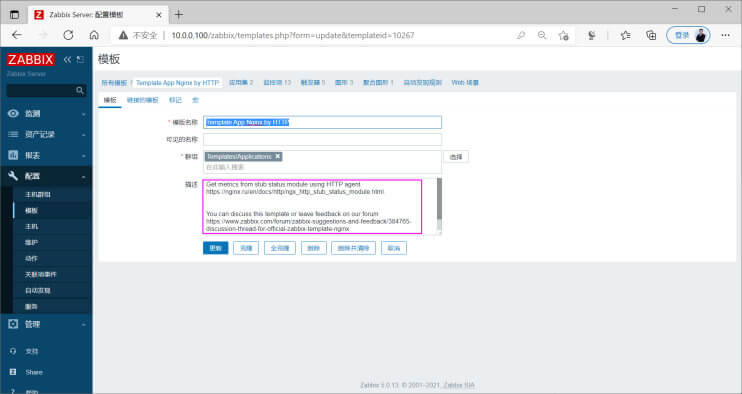 Zabbix Server: 配置模板
不安全 10.0.0.100/zabbix/templates.php?form=update&templateid=10267
登录
ZABBIX
Zabbix Server
监测
资产记录
报表
配置
主机群组
模板
主机
维护
动作
关联项事件
自动发现
服务
管理
支持
Share
帮助
模板
所有模板 / Template App Nginx by HTTP 应用集 2 监控项 13 触发器 5 图形 3 聚合图形 1 自动发现规则 Web 场景
模板 链接的模板 标记 宏
* 模版名称 Template App Nginx by HTTP
可见的名称
* 群组 Templates/Applications 选择
在此输入搜索
描述 Get metrics from stub status module using HTTP agent
https://nginx.ru/en/docs/http/ngx_http_stub_status_module.html.
You can discuss this template or leave feedback on our forum
https://www.zabbix.com/forum/zabbix-suggestions-and-feedback/384765-
discussion-thread-for-official-zabbix-template-nginx
更新 克隆 全克隆 删除 删除并清除 取消
Zabbix 5.0.13. © 2001–2021, Zabbix SIA